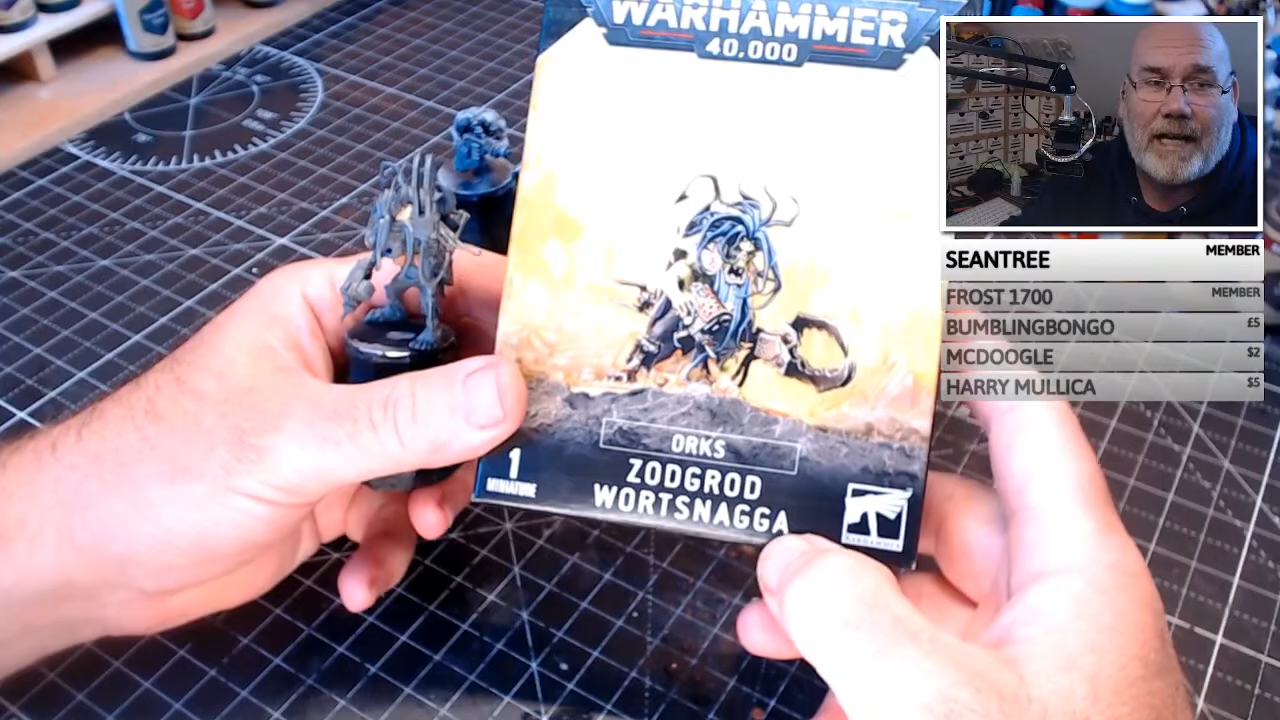 WARHAMMER
40,000
ORKS
ZODGROD
WORTSNAGGA
1
MINIATURE
WARHAMMER
SEANTREE MEMBER
FROST 1700 MEMBER
BUMBLINGBONGO £5
MCDOOGLE $2
HARRY MULLICA $5